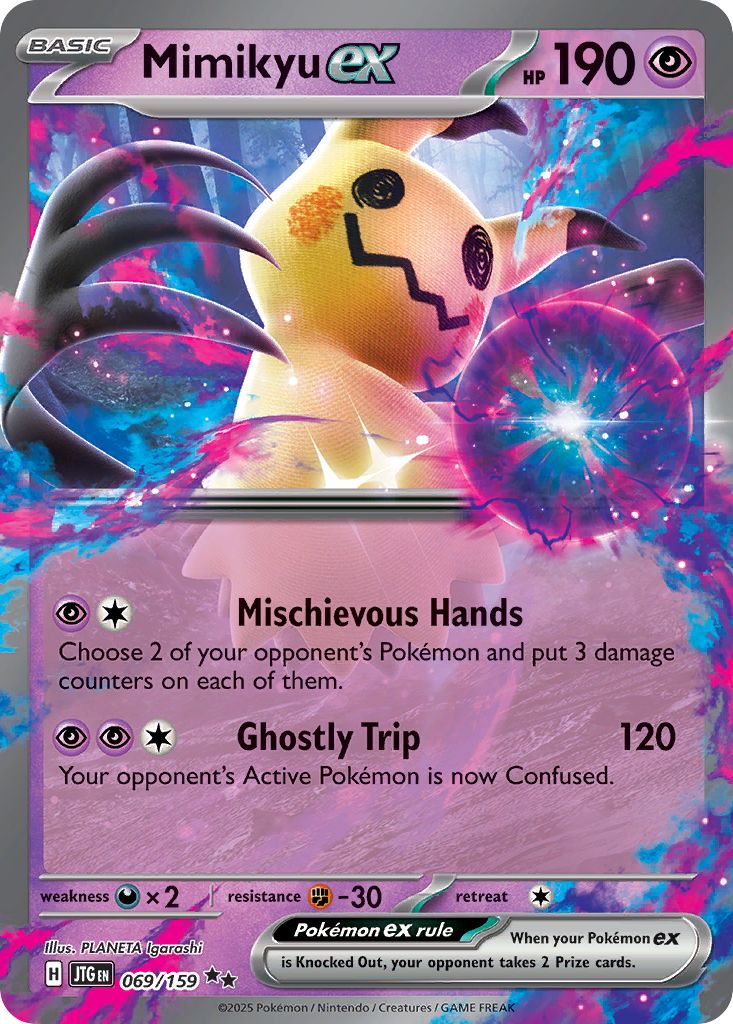 BASIC
Mimikyu ex
HP 190
Mischievous Hands
Choose 2 of your opponent's Pokémon and put 3 damage
counters on each of them.
Ghostly Trip 120
Your opponent's Active Pokémon is now Confused.
weakness ×2 resistance -30 retreat
Illus. PLANETA Igarashi
Pokémon ex rule When your Pokémon ex
is Knocked Out, your opponent takes 2 Prize cards.
H JTG EN 069/159 ★★
©2025 Pokémon / Nintendo / Creatures / GAME FREAK